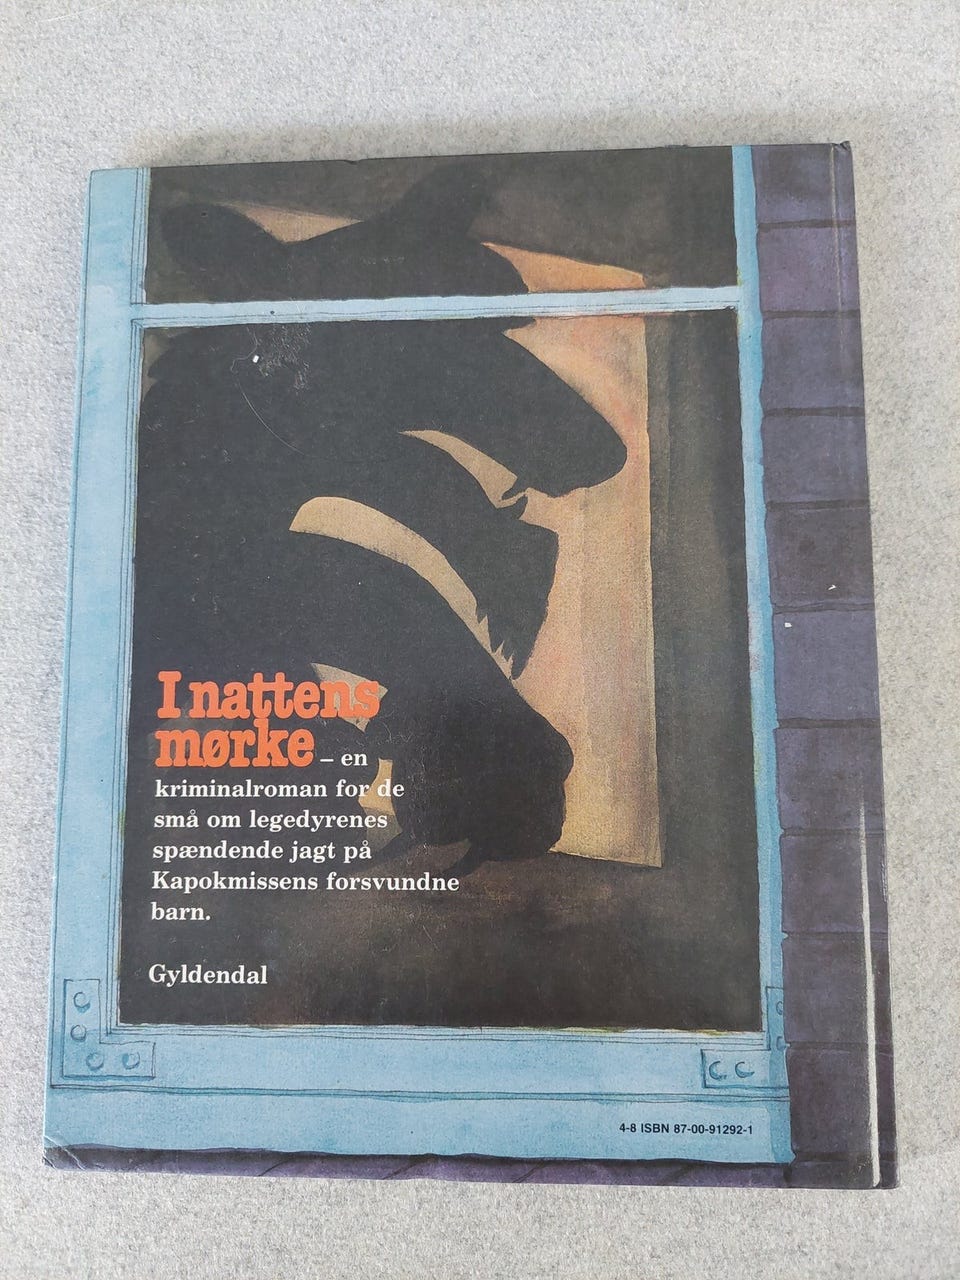 I nattens
mørke – en
kriminalroman for de
små om legedyrenes
spændende jagt på
Kapokmissens forsvundne
barn.
Gyldendal
4-8 ISBN 87-00-91292-1